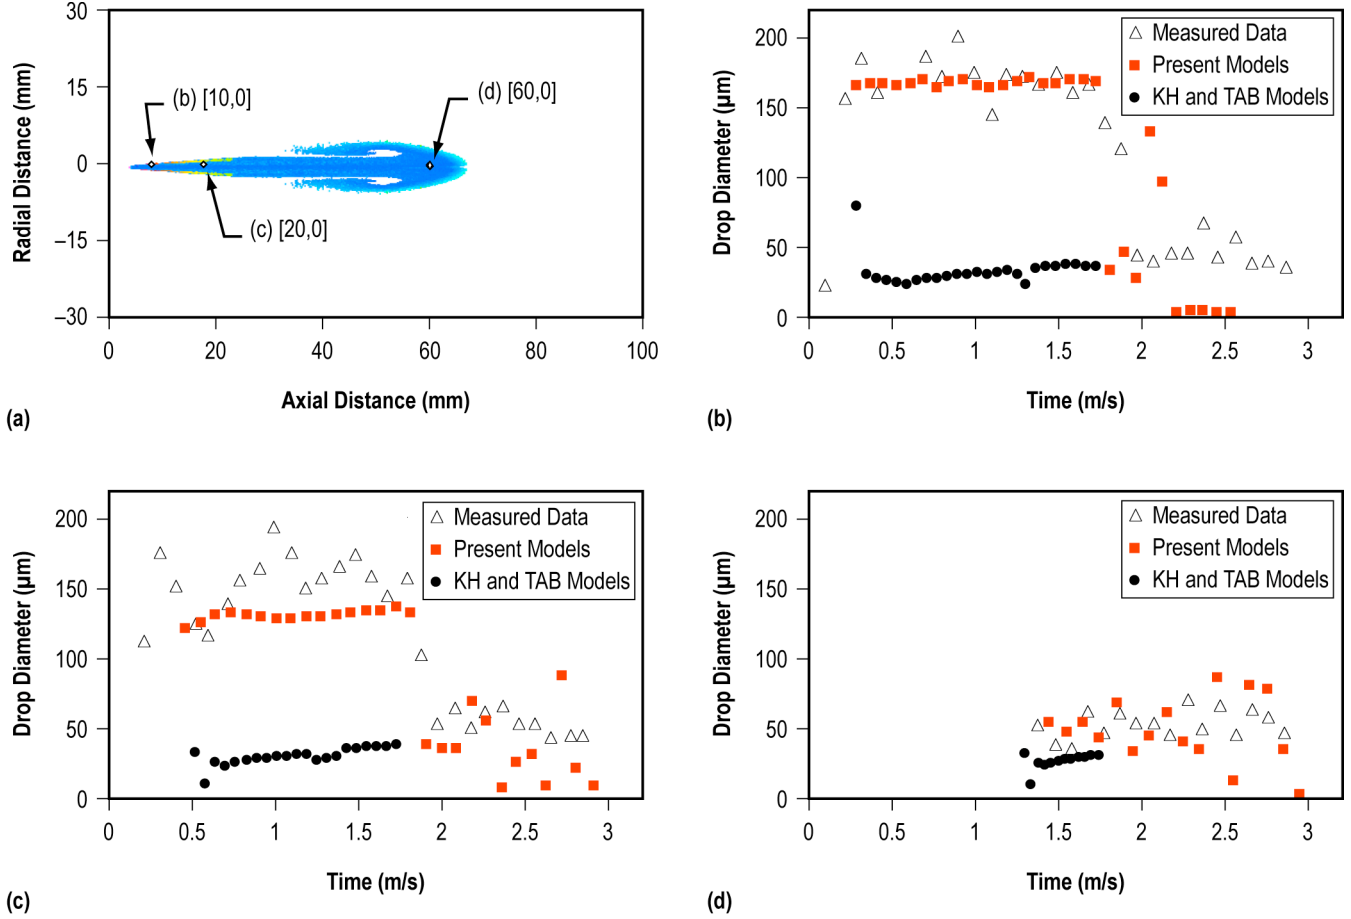 30
15
0
−15
−30
Radial Distance (mm)
(b) [10,0]
(d) [60,0]
(c) [20,0]
0 20 40 60 80 100
Axial Distance (mm)
(a)
200
150
100
50
0
Drop Diameter (µm)
Measured Data
Present Models
KH and TAB Models
0 0.5 1 1.5 2 2.5 3
Time (m/s)
(b)
200
150
100
50
0
Drop Diameter (µm)
Measured Data
Present Models
KH and TAB Models
0 0.5 1 1.5 2 2.5 3
Time (m/s)
(c)
200
150
100
50
0
Drop Diameter (µm)
Measured Data
Present Models
KH and TAB Models
0 0.5 1 1.5 2 2.5 3
Time (m/s)
(d)